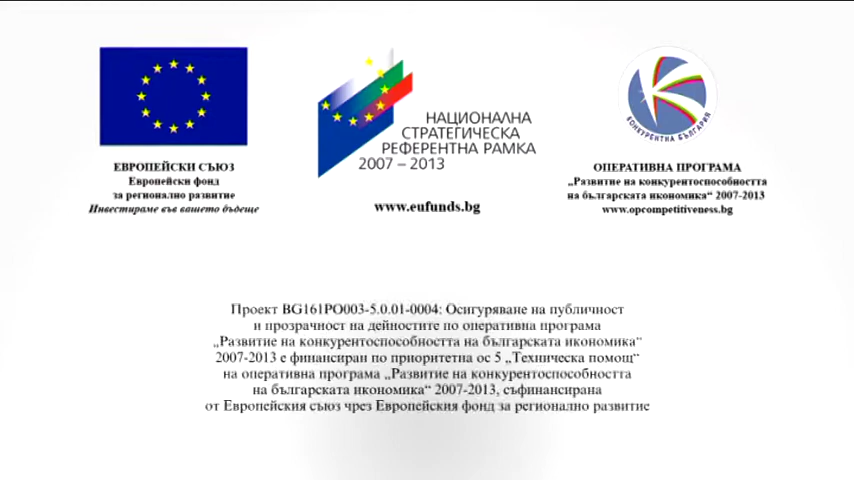 ЕВРОПЕЙСКИ СЪЮЗ
Европейски фонд
за регионално развитие
Инвестираме във вашето бъдеще
НАЦИОНАЛНА
СТРАТЕГИЧЕСКА
РЕФЕРЕНТНА РАМКА
2007 – 2013
www.eufunds.bg
КОНКУРЕНТНА БЪЛГАРИЯ
ОПЕРАТИВНА ПРОГРАМА
„Развитие на конкурентоспособността
на българската икономика“ 2007-2013
www.opcompetitiveness.bg
Проект BG161PO003-5.0.01-0004: Осигуряване на публичност
и прозрачност на дейностите по оперативна програма
„Развитие на конкурентоспособността на българската икономика“
2007-2013 е финансиран по приоритетна ос 5 „Техническа помощ“
на оперативна програма „Развитие на конкурентоспособността
на българската икономика“ 2007-2013, съфинансирана
от Европейския съюз чрез Европейския фонд за регионално развитие